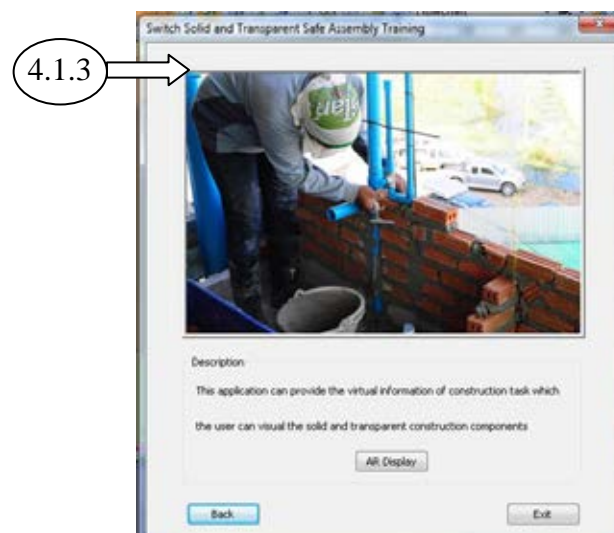 Switch Solid and Transparent Safe Assembly Training
4.1.3
Description
This application can provide the virtual information of construction task which
the user can visual the solid and transparent construction components
AR Display
Back
Exit